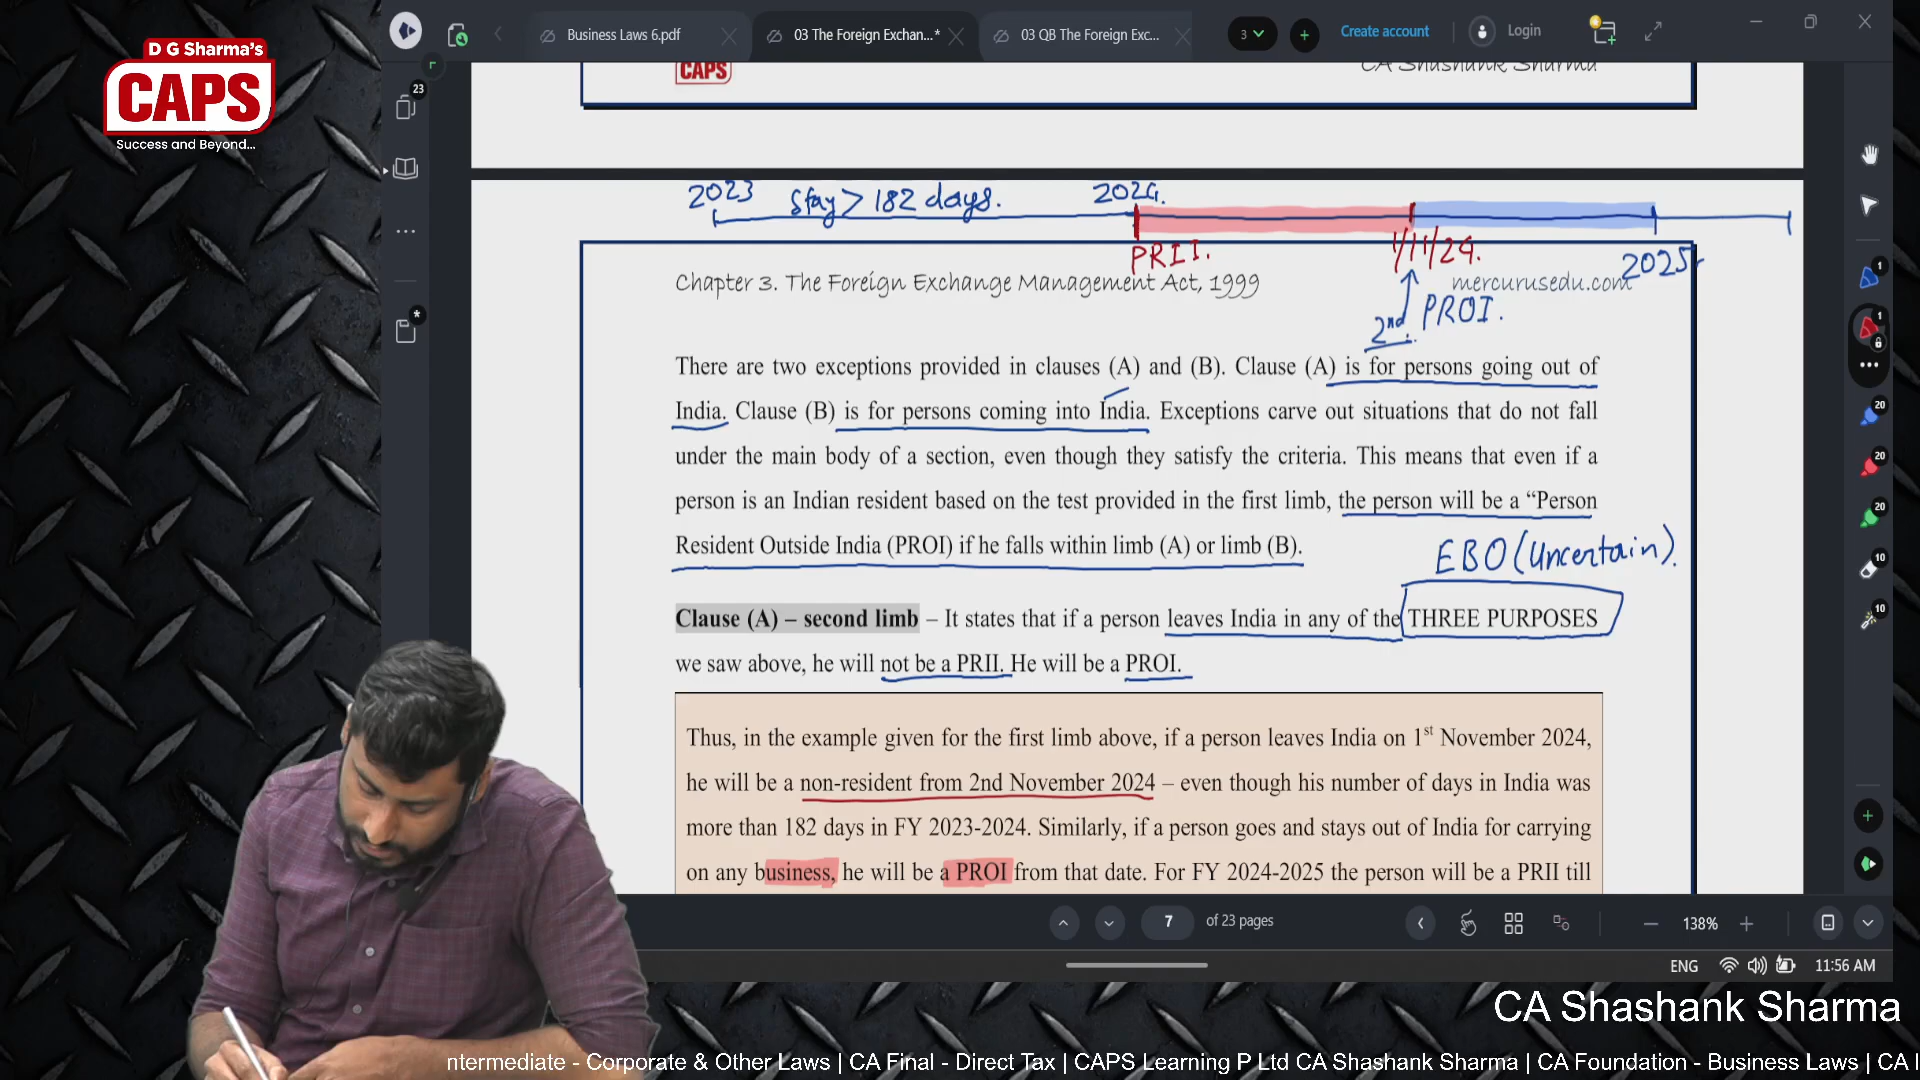 D G Sharma's
CAPS
Success and Beyond...
Business Laws 6.pdf
03 The Foreign Exchan...*
03 QB The Foreign Exc...
3
Create account
Login
23
CAPS
CA Shashank Sharma
2023 Stay > 182 days. 2024.
PRII. 1/11/24. 2025
Chapter 3. The Foreign Exchange Management Act, 1999
mercurusedu.com
2nd PROI.
There are two exceptions provided in clauses (A) and (B). Clause (A) is for persons going out of
India. Clause (B) is for persons coming into India. Exceptions carve out situations that do not fall
under the main body of a section, even though they satisfy the criteria. This means that even if a
person is an Indian resident based on the test provided in the first limb, the person will be a “Person
Resident Outside India (PROI) if he falls within limb (A) or limb (B).
EBO (Uncertain).
Clause (A) – second limb – It states that if a person leaves India in any of the THREE PURPOSES
we saw above, he will not be a PRII. He will be a PROI.
Thus, in the example given for the first limb above, if a person leaves India on 1st November 2024,
he will be a non-resident from 2nd November 2024 – even though his number of days in India was
more than 182 days in FY 2023-2024. Similarly, if a person goes and stays out of India for carrying
on any business, he will be a PROI from that date. For FY 2024-2025 the person will be a PRII till
1
1
20
20
20
10
10
7 of 23 pages
138%
ENG
11:56 AM
CA Shashank Sharma
ntermediate - Corporate & Other Laws | CA Final - Direct Tax | CAPS Learning P Ltd CA Shashank Sharma | CA Foundation - Business Laws | CA I